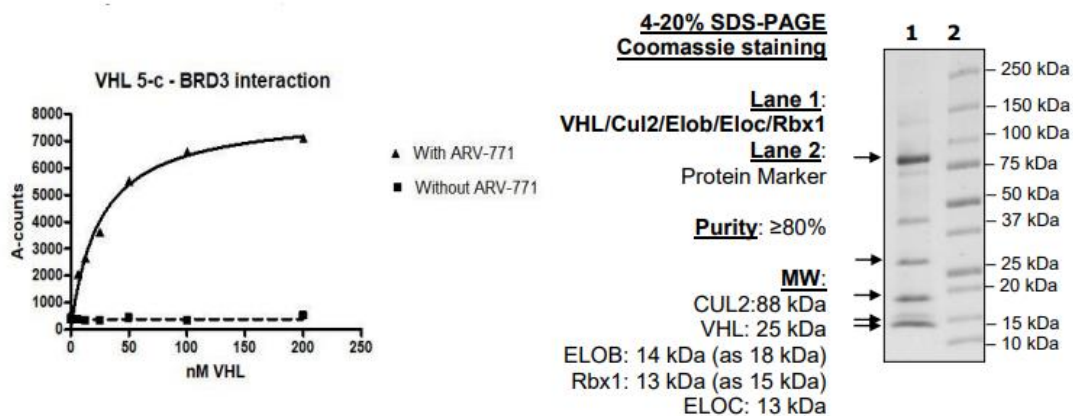 VHL 5-c - BRD3 interaction
A-counts
8000
7000
6000
5000
4000
3000
2000
1000
0
0 50 100 150 200 250
nM VHL
With ARV-771
Without ARV-771
4-20% SDS-PAGE
Coomassie staining
Lane 1:
VHL/Cul2/Elob/Eloc/Rbx1
Lane 2:
Protein Marker
Purity: ≥80%
MW:
CUL2:88 kDa
VHL: 25 kDa
ELOB: 14 kDa (as 18 kDa)
Rbx1: 13 kDa (as 15 kDa)
ELOC: 13 kDa
1 2
250 kDa
150 kDa
100 kDa
75 kDa
50 kDa
37 kDa
25 kDa
20 kDa
15 kDa
10 kDa